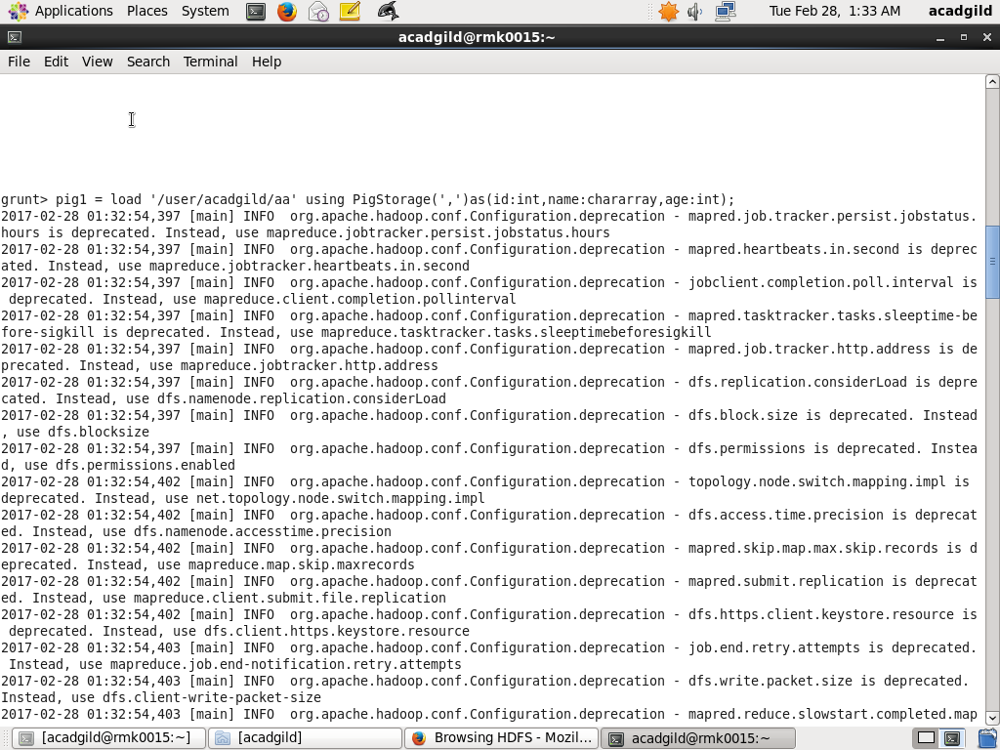 Applications Places System Tue Feb 28, 1:33 AM acadgild
acadgild@rmk0015:~
File Edit View Search Terminal Help
grunt> pig1 = load '/user/acadgild/aa' using PigStorage(',')as(id:int,name:chararray,age:int);
2017-02-28 01:32:54,397 [main] INFO  org.apache.hadoop.conf.Configuration.deprecation - mapred.job.tracker.persist.jobstatus.
hours is deprecated. Instead, use mapreduce.jobtracker.persist.jobstatus.hours
2017-02-28 01:32:54,397 [main] INFO  org.apache.hadoop.conf.Configuration.deprecation - mapred.heartbeats.in.second is deprec
ated. Instead, use mapreduce.jobtracker.heartbeats.in.second
2017-02-28 01:32:54,397 [main] INFO  org.apache.hadoop.conf.Configuration.deprecation - jobclient.completion.poll.interval is
 deprecated. Instead, use mapreduce.client.completion.pollinterval
2017-02-28 01:32:54,397 [main] INFO  org.apache.hadoop.conf.Configuration.deprecation - mapred.tasktracker.tasks.sleeptime-be
fore-sigkill is deprecated. Instead, use mapreduce.tasktracker.tasks.sleeptimebeforesigkill
2017-02-28 01:32:54,397 [main] INFO  org.apache.hadoop.conf.Configuration.deprecation - mapred.job.tracker.http.address is de
precated. Instead, use mapreduce.jobtracker.http.address
2017-02-28 01:32:54,397 [main] INFO  org.apache.hadoop.conf.Configuration.deprecation - dfs.replication.considerLoad is depre
cated. Instead, use dfs.namenode.replication.considerLoad
2017-02-28 01:32:54,397 [main] INFO  org.apache.hadoop.conf.Configuration.deprecation - dfs.block.size is deprecated. Instead
, use dfs.blocksize
2017-02-28 01:32:54,397 [main] INFO  org.apache.hadoop.conf.Configuration.deprecation - dfs.permissions is deprecated. Instea
d, use dfs.permissions.enabled
2017-02-28 01:32:54,402 [main] INFO  org.apache.hadoop.conf.Configuration.deprecation - topology.node.switch.mapping.impl is
deprecated. Instead, use net.topology.node.switch.mapping.impl
2017-02-28 01:32:54,402 [main] INFO  org.apache.hadoop.conf.Configuration.deprecation - dfs.access.time.precision is deprecat
ed. Instead, use dfs.namenode.accesstime.precision
2017-02-28 01:32:54,402 [main] INFO  org.apache.hadoop.conf.Configuration.deprecation - mapred.skip.map.max.skip.records is d
eprecated. Instead, use mapreduce.map.skip.maxrecords
2017-02-28 01:32:54,402 [main] INFO  org.apache.hadoop.conf.Configuration.deprecation - mapred.submit.replication is deprecat
ed. Instead, use mapreduce.client.submit.file.replication
2017-02-28 01:32:54,402 [main] INFO  org.apache.hadoop.conf.Configuration.deprecation - dfs.https.client.keystore.resource is
 deprecated. Instead, use dfs.client.https.keystore.resource
2017-02-28 01:32:54,403 [main] INFO  org.apache.hadoop.conf.Configuration.deprecation - job.end.retry.attempts is deprecated.
 Instead, use mapreduce.job.end-notification.retry.attempts
2017-02-28 01:32:54,403 [main] INFO  org.apache.hadoop.conf.Configuration.deprecation - dfs.write.packet.size is deprecated.
Instead, use dfs.client-write-packet-size
2017-02-28 01:32:54,403 [main] INFO  org.apache.hadoop.conf.Configuration.deprecation - mapred.reduce.slowstart.completed.map
[acadgild@rmk0015:~] [acadgild] Browsing HDFS - Mozil... acadgild@rmk0015:~